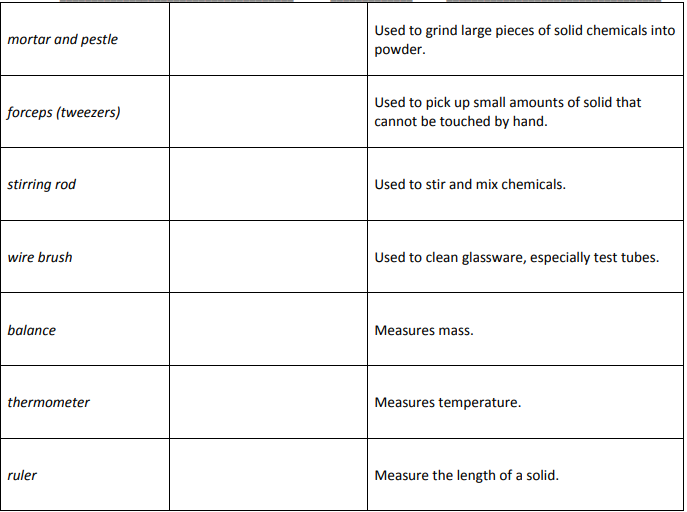 mortar and pestle
Used to grind large pieces of solid chemicals into
powder.
forceps (tweezers)
Used to pick up small amounts of solid that
cannot be touched by hand.
stirring rod
Used to stir and mix chemicals.
wire brush
Used to clean glassware, especially test tubes.
balance
Measures mass.
thermometer
Measures temperature.
ruler
Measure the length of a solid.